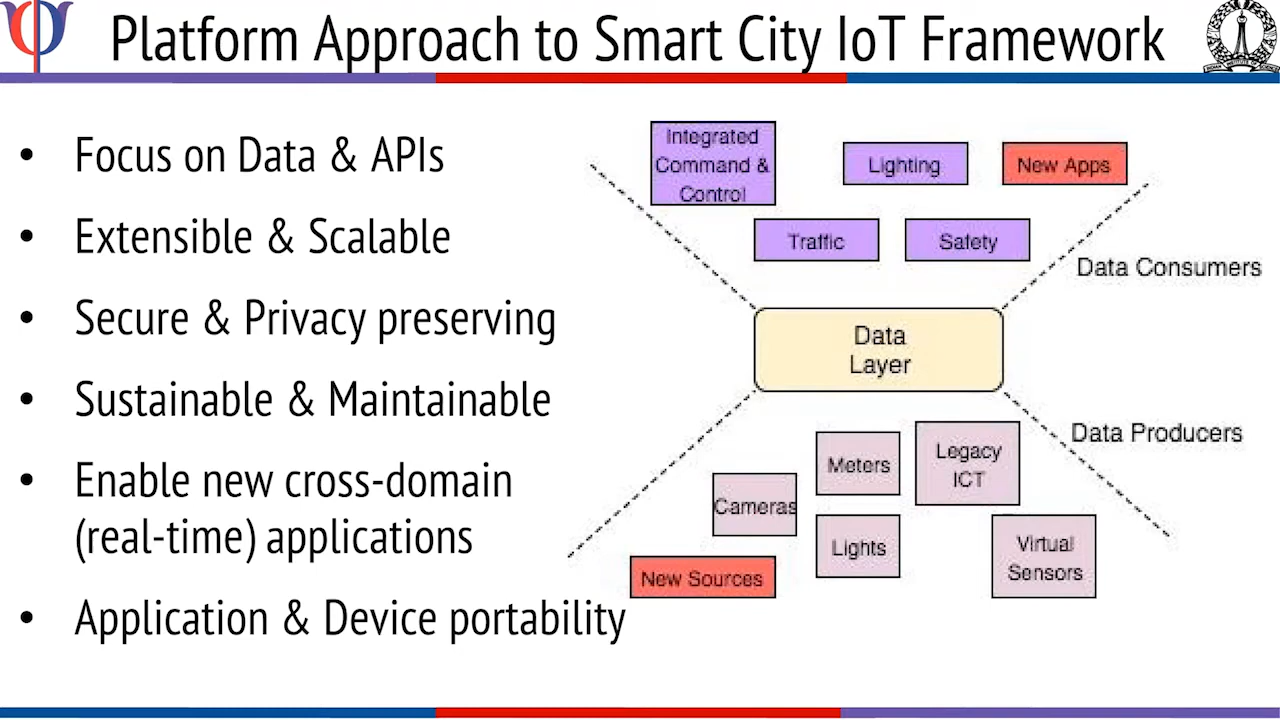 Platform Approach to Smart City IoT Framework
• Focus on Data & APIs
• Extensible & Scalable
• Secure & Privacy preserving
• Sustainable & Maintainable
• Enable new cross-domain
(real-time) applications
• Application & Device portability
Integrated
Command &
Control
Lighting
New Apps
Traffic
Safety
Data Consumers
Data
Layer
Data Producers
Meters
Legacy
ICT
Cameras
Lights
Virtual
Sensors
New Sources